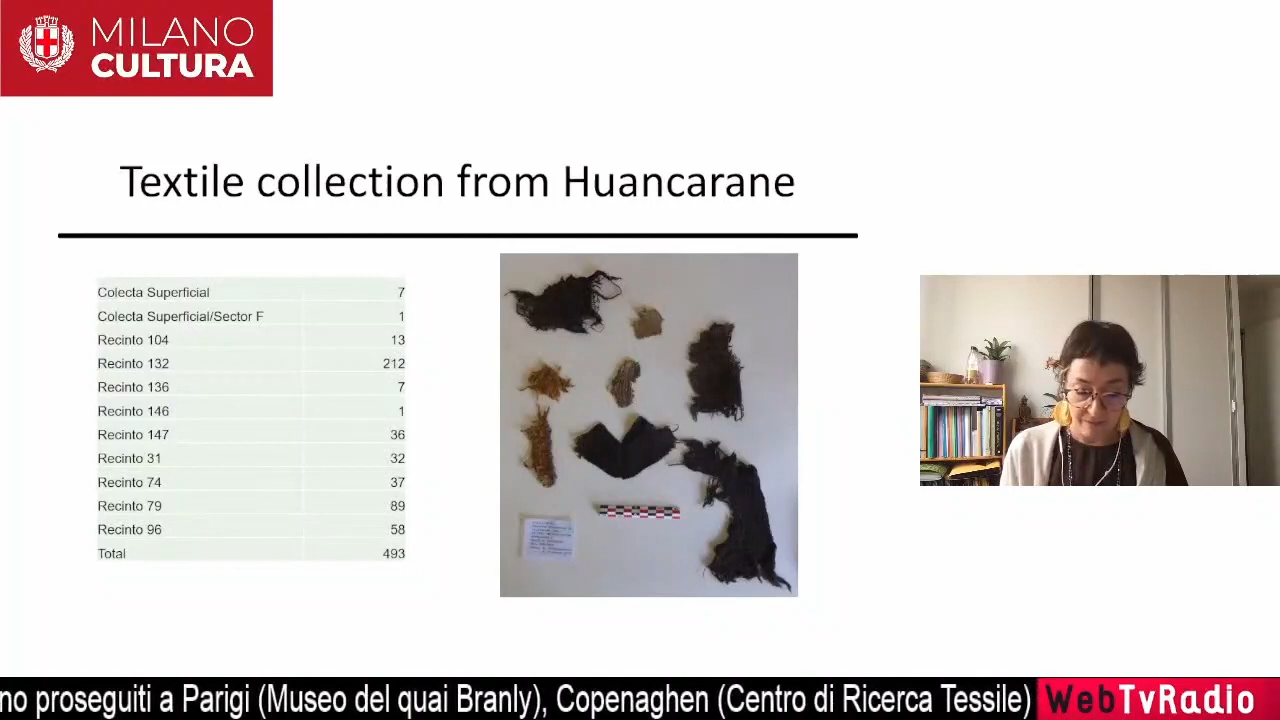 MILANO
CULTURA
Textile collection from Huancarane
Colecta Superficial 7
Colecta Superficial/Sector F 1
Recinto 104 13
Recinto 132 212
Recinto 136 7
Recinto 146 1
Recinto 147 36
Recinto 31 32
Recinto 74 37
Recinto 79 89
Recinto 96 58
Total 493
no proseguiti a Parigi (Museo del quai Branly), Copenaghen (Centro di Ricerca Tessile)
WebTvRadio